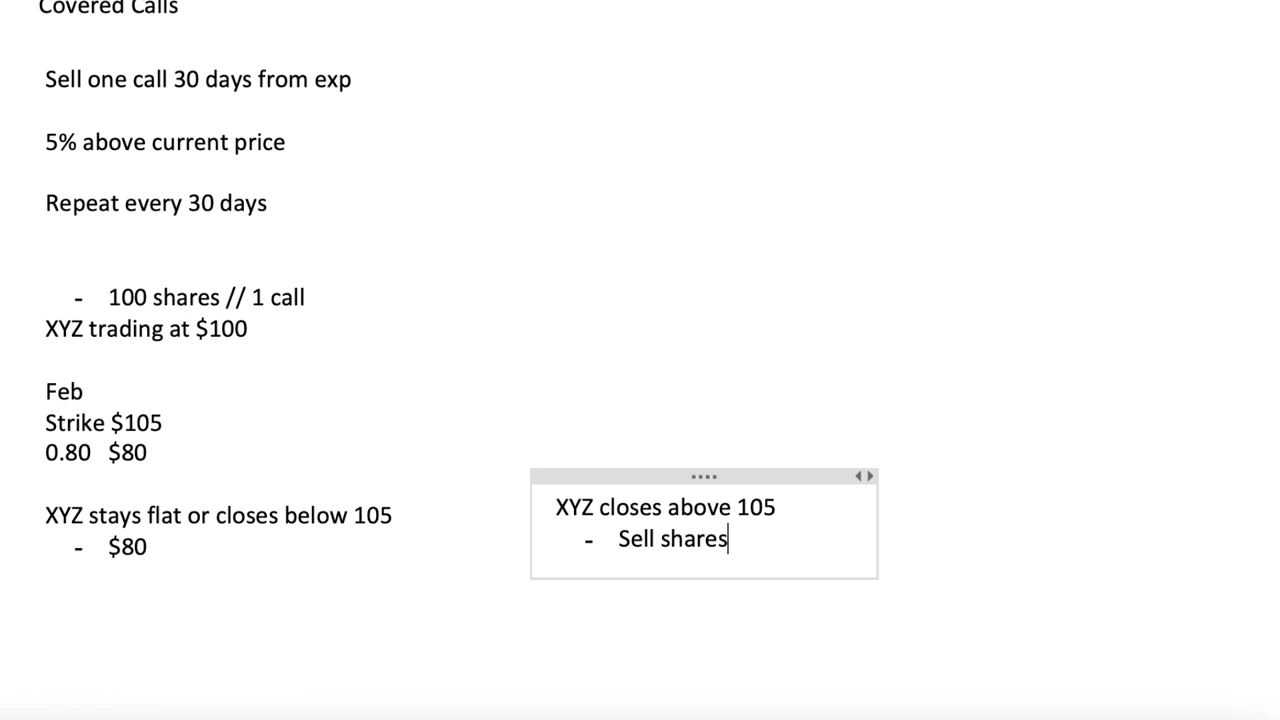 Covered Calls
Sell one call 30 days from exp
5% above current price
Repeat every 30 days
- 100 shares // 1 call
XYZ trading at $100
Feb
Strike $105
0.80 $80
XYZ stays flat or closes below 105
- $80
XYZ closes above 105
- Sell shares